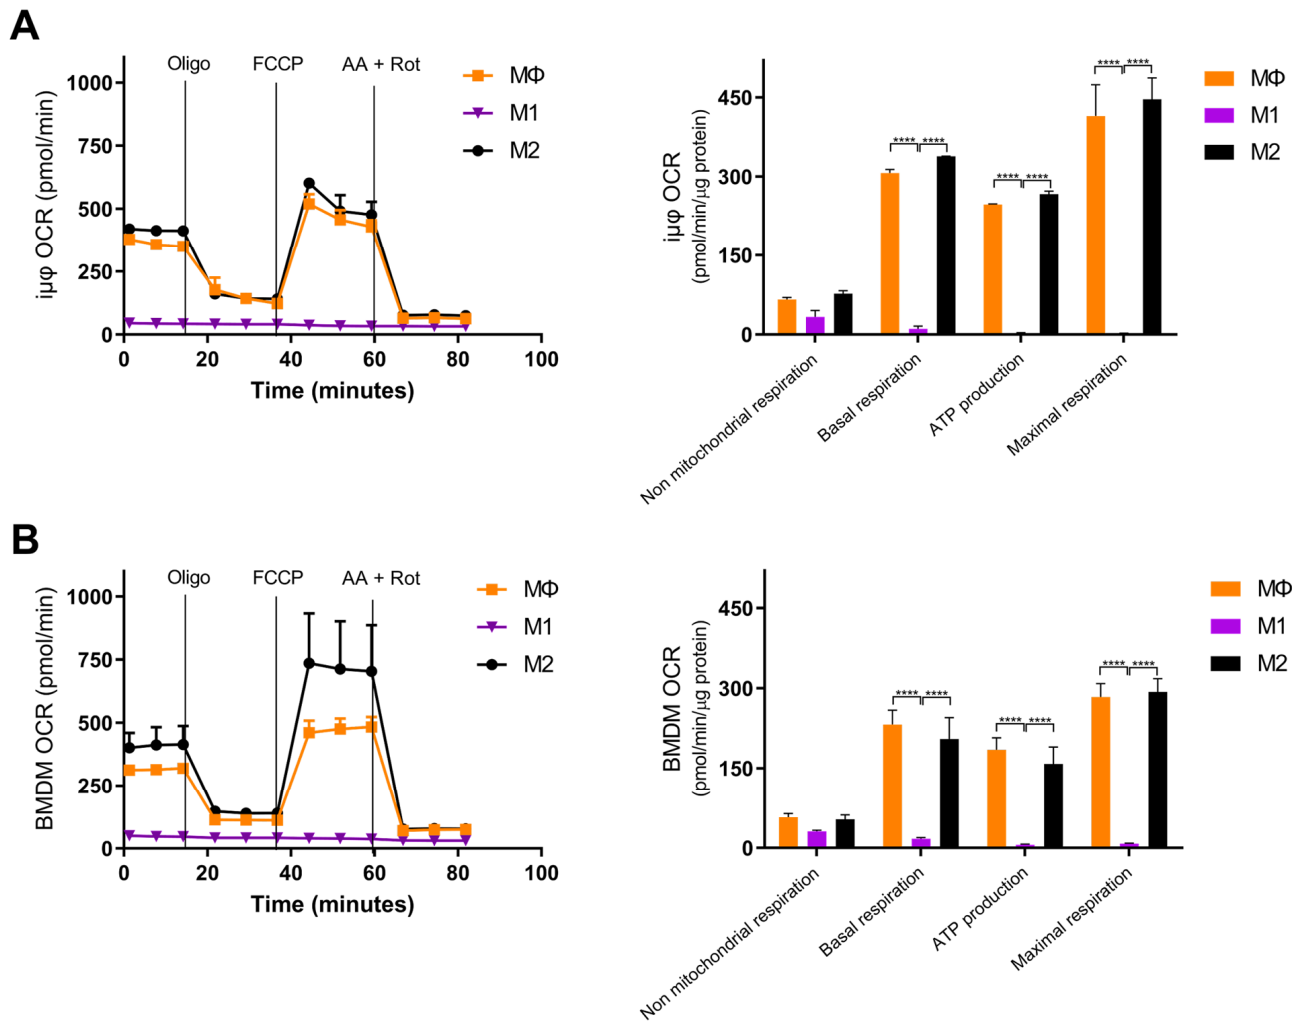 A
Oligo FCCP AA + Rot
MΦ
M1
M2
1000
750
500
250
0
iμφ OCR (pmol/min)
0 20 40 60 80 100
Time (minutes)
iμφ OCR
(pmol/min/μg protein)
450
300
150
0
**** ****
**** ****
**** ****
MΦ
M1
M2
Non mitochondrial respiration
Basal respiration
ATP production
Maximal respiration
B
Oligo FCCP AA + Rot
MΦ
M1
M2
1000
750
500
250
0
BMDM OCR (pmol/min)
0 20 40 60 80 100
Time (minutes)
BMDM OCR
(pmol/min/μg protein)
450
300
150
0
**** ****
**** ****
**** ****
MΦ
M1
M2
Non mitochondrial respiration
Basal respiration
ATP production
Maximal respiration